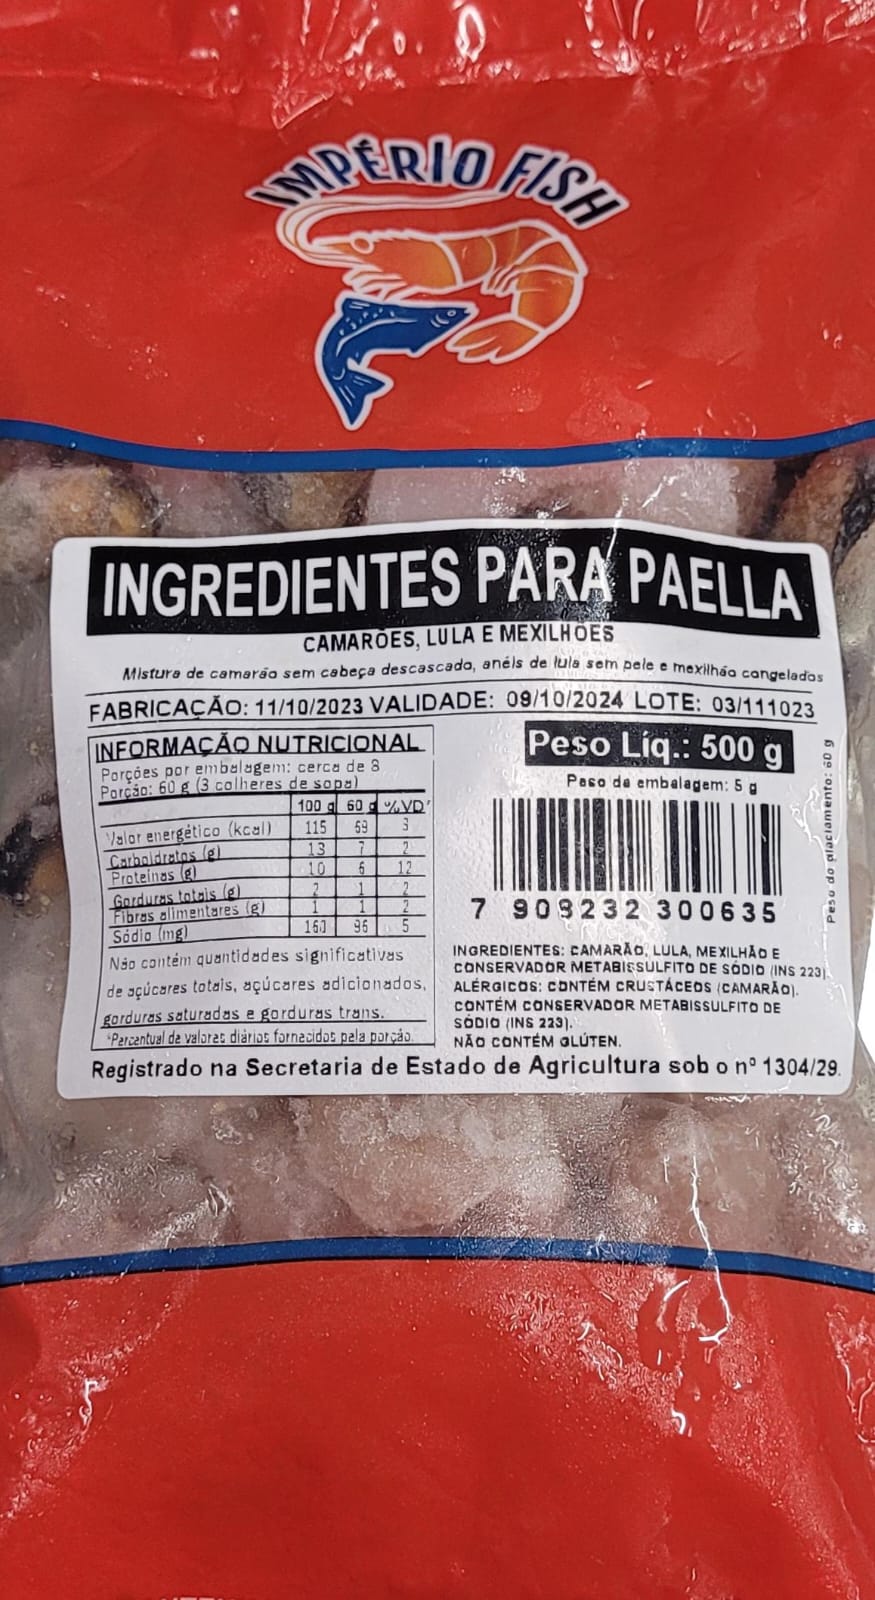 IMPÉRIO FISH
INGREDIENTES PARA PAELLA
CAMARÕES, LULA E MEXILHÕES
Mistura de camarão sem cabeça descascado, anéis de lula sem pele e mexilhão congelados
FABRICAÇÃO: 11/10/2023 VALIDADE: 09/10/2024 LOTE: 03/111023
INFORMAÇÃO NUTRICIONAL
Porções por embalagem: cerca de 8
Porção: 60 g (3 colheres de sopa)
100 g 60 g %VD*
Valor energético (kcal) 115 69 3
Carboidratos (g) 13 7 2
Proteínas (g) 10 6 12
Gorduras totais (g) 2 1 2
Fibras alimentares (g) 1 1 2
Sódio (mg) 160 96 5
Não contém quantidades significativas
de açúcares totais, açúcares adicionados,
gorduras saturadas e gorduras trans.
*Percentual de valores diários fornecidos pela porção.
Peso Líq.: 500 g
Peso da embalagem: 5 g
Peso do glaciamento: 60 g
7 908232 300635
INGREDIENTES: CAMARÃO, LULA, MEXILHÃO E
CONSERVADOR METABISSULFITO DE SÓDIO (INS 223)
ALÉRGICOS: CONTÉM CRUSTÁCEOS (CAMARÃO).
CONTÉM CONSERVADOR METABISSULFITO DE
SÓDIO (INS 223).
NÃO CONTÉM GLÚTEN.
Registrado na Secretaria de Estado de Agricultura sob o nº 1304/29.